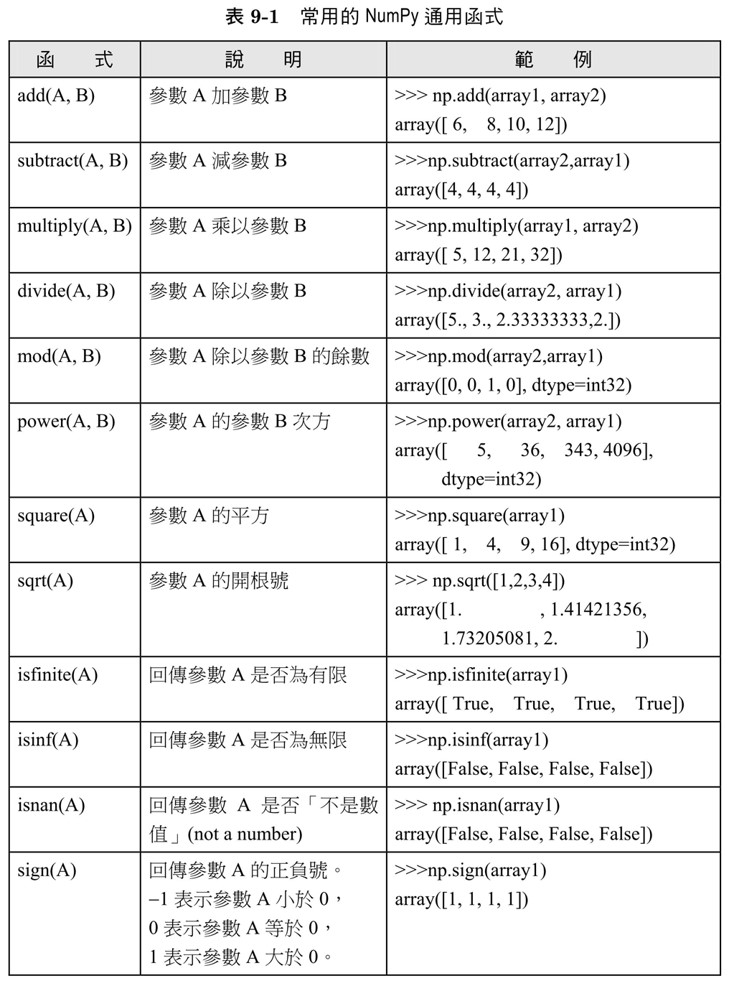 表 9-1 常用的 NumPy 通用函式
函 式 說 明 範 例
add(A, B) 參數 A 加參數 B >>> np.add(array1, array2)
array([ 6, 8, 10, 12])
subtract(A, B) 參數 A 減參數 B >>>np.subtract(array2,array1)
array([4, 4, 4, 4])
multiply(A, B) 參數 A 乘以參數 B >>>np.multiply(array1, array2)
array([ 5, 12, 21, 32])
divide(A, B) 參數 A 除以參數 B >>>np.divide(array2, array1)
array([5., 3., 2.33333333,2.])
mod(A, B) 參數 A 除以參數 B 的餘數 >>>np.mod(array2,array1)
array([0, 0, 1, 0], dtype=int32)
power(A, B) 參數 A 的參數 B 次方 >>>np.power(array2, array1)
array([ 5, 36, 343, 4096],
dtype=int32)
square(A) 參數 A 的平方 >>>np.square(array1)
array([ 1, 4, 9, 16], dtype=int32)
sqrt(A) 參數 A 的開根號 >>> np.sqrt([1,2,3,4])
array([1. , 1.41421356,
1.73205081, 2. ])
isfinite(A) 回傳參數 A 是否為有限 >>>np.isfinite(array1)
array([ True, True, True, True])
isinf(A) 回傳參數 A 是否為無限 >>>np.isinf(array1)
array([False, False, False, False])
isnan(A) 回傳參數 A 是否「不是數 >>> np.isnan(array1)
值」(not a number) array([False, False, False, False])
sign(A) 回傳參數 A 的正負號。 >>>np.sign(array1)
–1 表示參數 A 小於 0， array([1, 1, 1, 1])
0 表示參數 A 等於 0，
1 表示參數 A 大於 0。